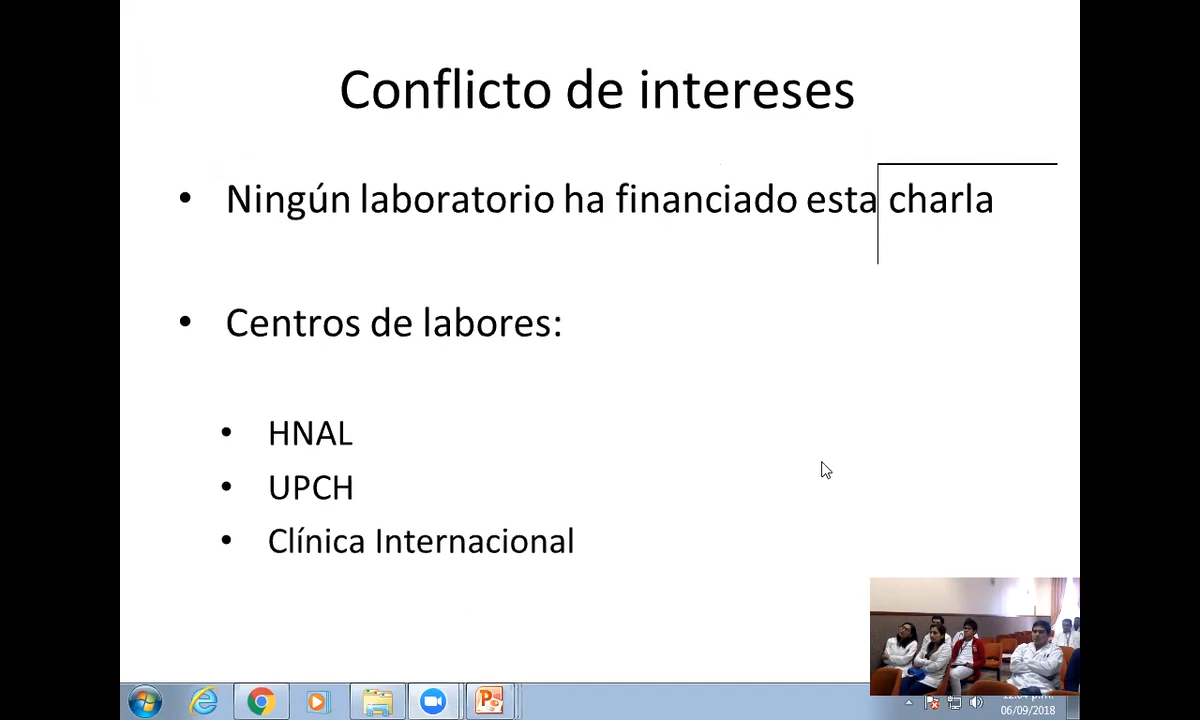 Conflicto de intereses
• Ningún laboratorio ha financiado esta charla
• Centros de labores:
• HNAL
• UPCH
• Clínica Internacional
06/09/2018